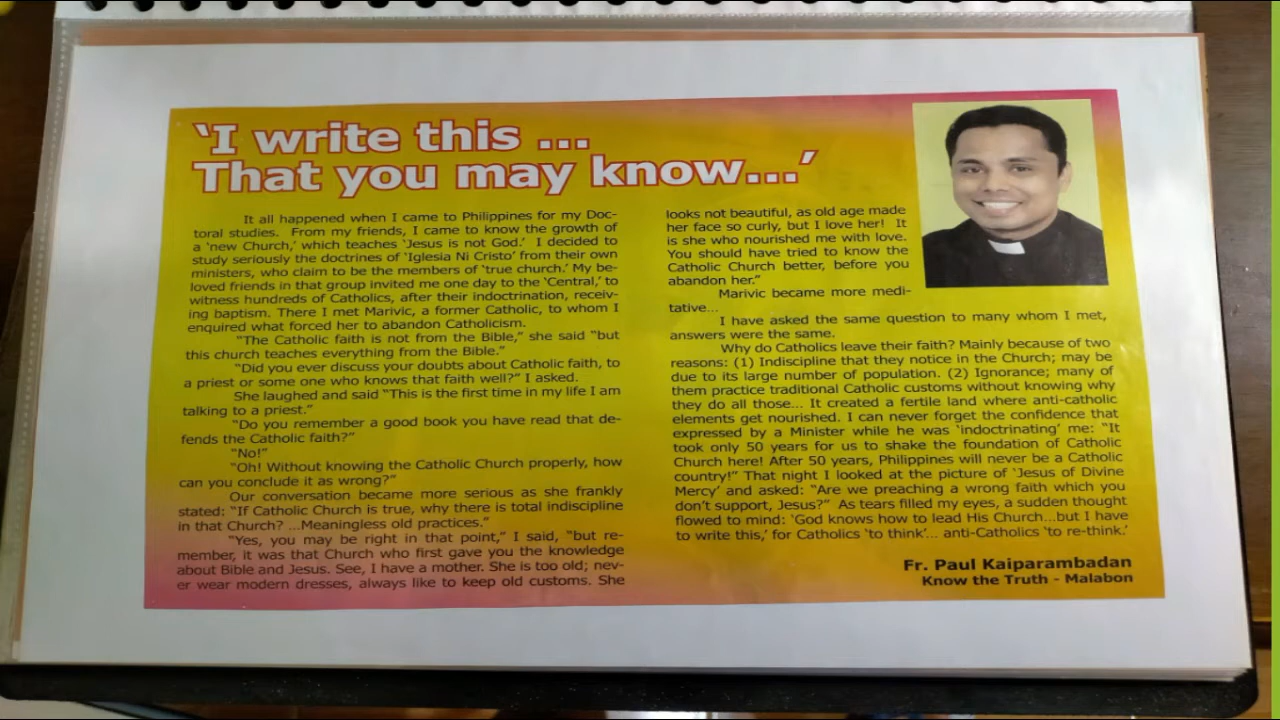 ‘I write this ...
That you may know...’
It all happened when I came to Philippines for my Doc-
toral studies. From my friends, I came to know the growth of
a ‘new Church,’ which teaches ‘Jesus is not God.’ I decided to
study seriously the doctrines of ‘Iglesia Ni Cristo’ from their own
ministers, who claim to be the members of ‘true church.’ My be-
loved friends in that group invited me one day to the ‘Central,’ to
witness hundreds of Catholics, after their indoctrination, receiv-
ing baptism. There I met Marivic, a former Catholic, to whom I
enquired what forced her to abandon Catholicism.
“The Catholic faith is not from the Bible,” she said “but
this church teaches everything from the Bible.”
“Did you ever discuss your doubts about Catholic faith, to
a priest or some one who knows that faith well?” I asked.
She laughed and said “This is the first time in my life I am
talking to a priest.”
“Do you remember a good book you have read that de-
fends the Catholic faith?”
“No!”
“Oh! Without knowing the Catholic Church properly, how
can you conclude it as wrong?”
Our conversation became more serious as she frankly
stated: “If Catholic Church is true, why there is total indiscipline
in that Church? ...Meaningless old practices.”
“Yes, you may be right in that point,” I said, “but re-
member, it was that Church who first gave you the knowledge
about Bible and Jesus. See, I have a mother. She is too old; nev-
er wear modern dresses, always like to keep old customs. She
looks not beautiful, as old age made
her face so curly, but I love her! It
is she who nourished me with love.
You should have tried to know the
Catholic Church better, before you
abandon her.”
Marivic became more medi-
tative...
I have asked the same question to many whom I met,
answers were the same.
Why do Catholics leave their faith? Mainly because of two
reasons: (1) Indiscipline that they notice in the Church; may be
due to its large number of population. (2) Ignorance; many of
them practice traditional Catholic customs without knowing why
they do all those... It created a fertile land where anti-catholic
elements get nourished. I can never forget the confidence that
expressed by a Minister while he was ‘indoctrinating’ me: “It
took only 50 years for us to shake the foundation of Catholic
Church here! After 50 years, Philippines will never be a Catholic
country!” That night I looked at the picture of ‘Jesus of Divine
Mercy’ and asked: “Are we preaching a wrong faith which you
don’t support, Jesus?” As tears filled my eyes, a sudden thought
flowed to mind: ‘God knows how to lead His Church...but I have
to write this,’ for Catholics ‘to think’... anti-Catholics ‘to re-think.’
Fr. Paul Kaiparambadan
Know the Truth - Malabon